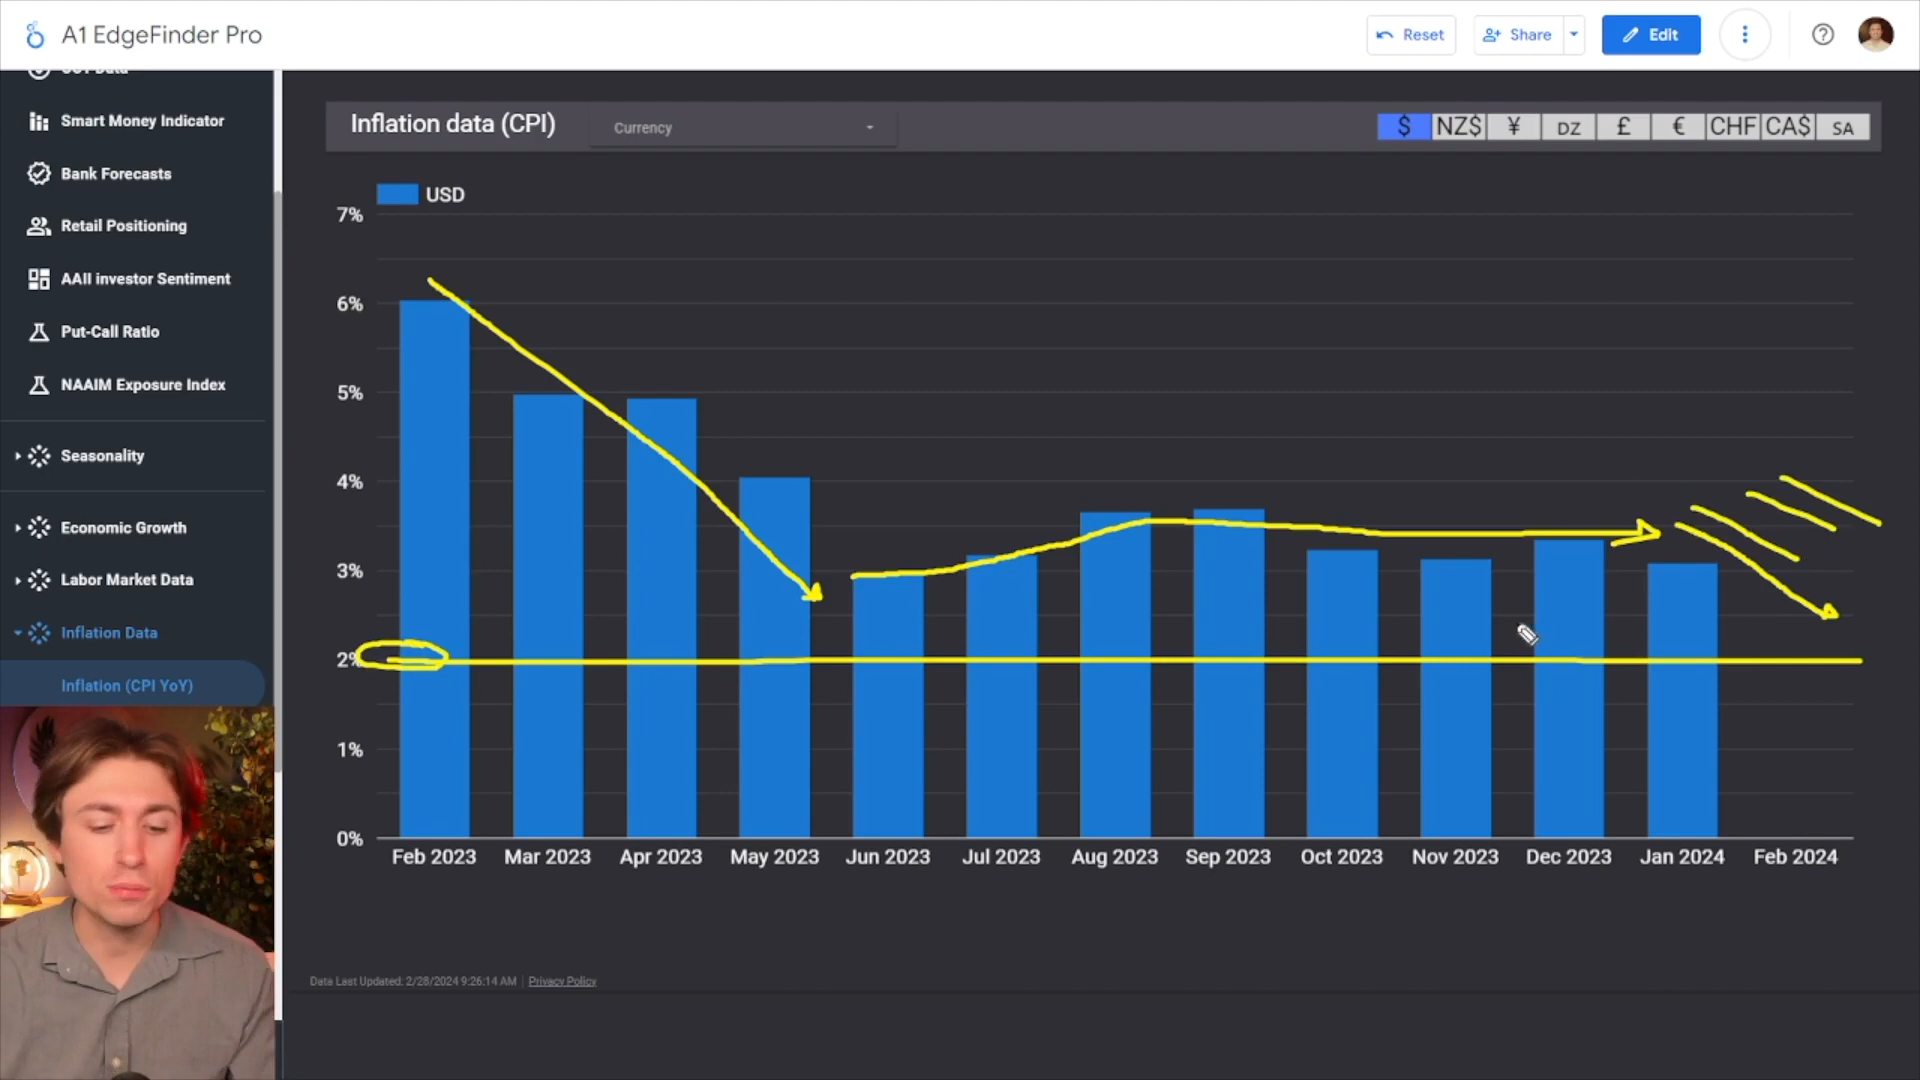 A1 EdgeFinder Pro
Reset
Share
Edit
COT Data
Smart Money Indicator
Bank Forecasts
Retail Positioning
AAII investor Sentiment
Put-Call Ratio
NAAIM Exposure Index
Seasonality
Economic Growth
Labor Market Data
Inflation Data
Inflation (CPI YoY)
Inflation data (CPI)
Currency
$ NZ$ ¥ DZ £ € CHF CA$ SA
USD
7%
6%
5%
4%
3%
2%
1%
0%
Feb 2023 Mar 2023 Apr 2023 May 2023 Jun 2023 Jul 2023 Aug 2023 Sep 2023 Oct 2023 Nov 2023 Dec 2023 Jan 2024 Feb 2024
Data Last Updated: 2/28/2024 9:26:14 AM | Privacy Policy